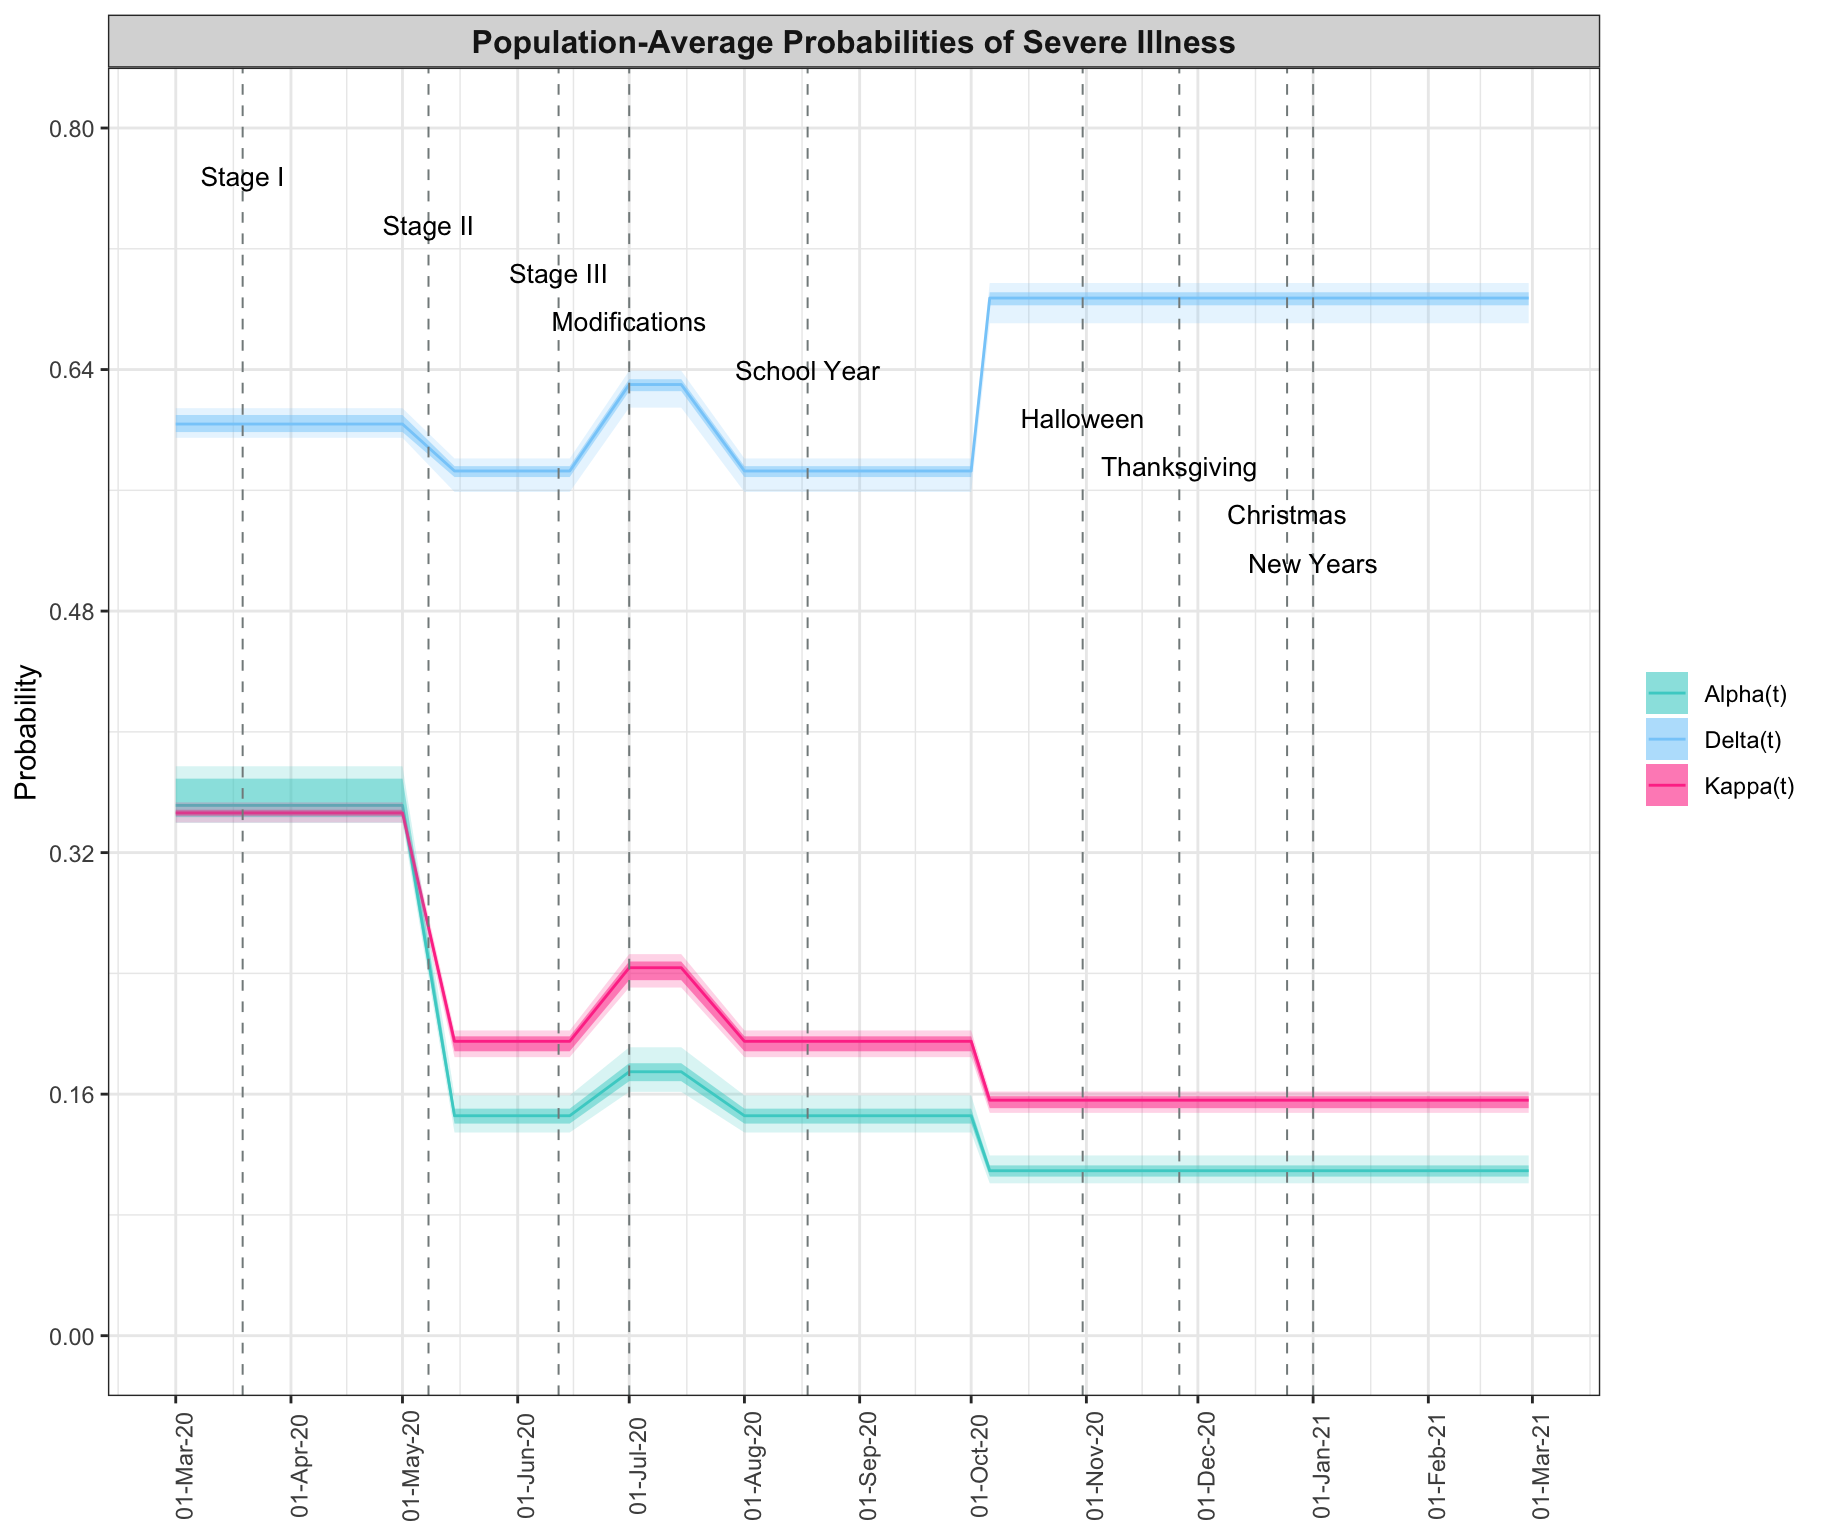 Population-Average Probabilities of Severe Illness
0.80
Stage I
Stage II
Stage III
Modifications
0.64
School Year
Halloween
Thanksgiving
Christmas
New Years
0.48
Probability
0.32
0.16
0.00
Alpha(t)
Delta(t)
Kappa(t)
01-Mar-20
01-Apr-20
01-May-20
01-Jun-20
01-Jul-20
01-Aug-20
01-Sep-20
01-Oct-20
01-Nov-20
01-Dec-20
01-Jan-21
01-Feb-21
01-Mar-21